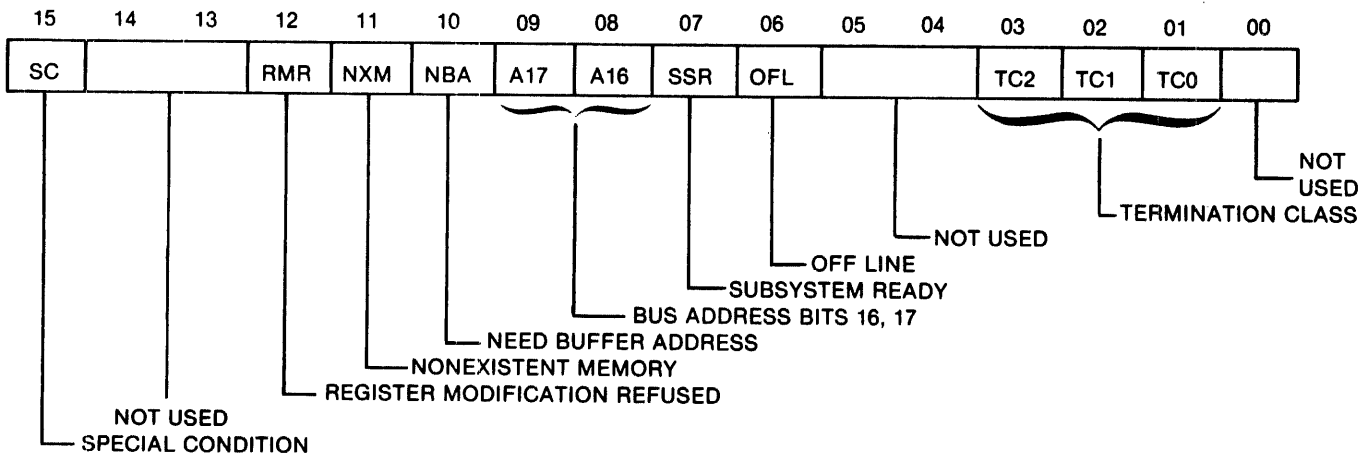 15 14 13 12 11 10 09 08 07 06 05 04 03 02 01 00
SC RMR NXM NBA A17 A16 SSR OFL TC2 TC1 TC0
NOT
USED
TERMINATION CLASS
NOT USED
OFF LINE
SUBSYSTEM READY
BUS ADDRESS BITS 16, 17
NEED BUFFER ADDRESS
NONEXISTENT MEMORY
REGISTER MODIFICATION REFUSED
NOT USED
SPECIAL CONDITION